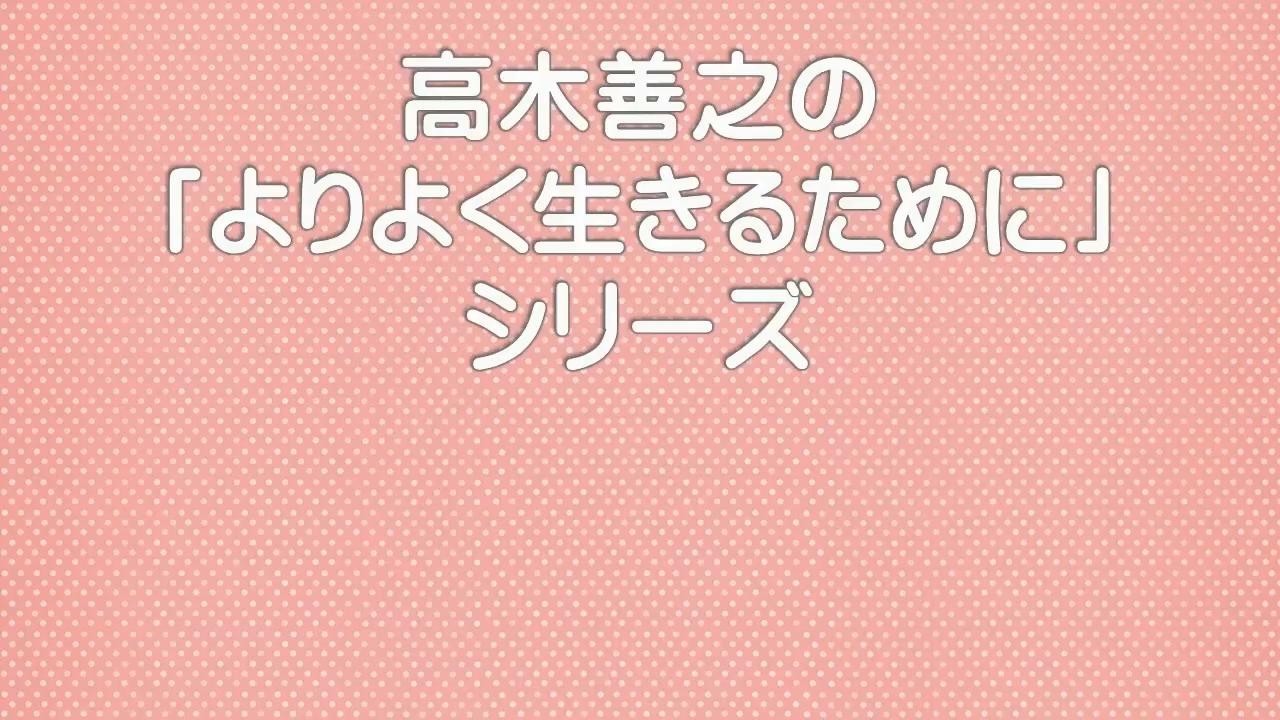 高木善之の
「よりよく生きるために」
シリーズ